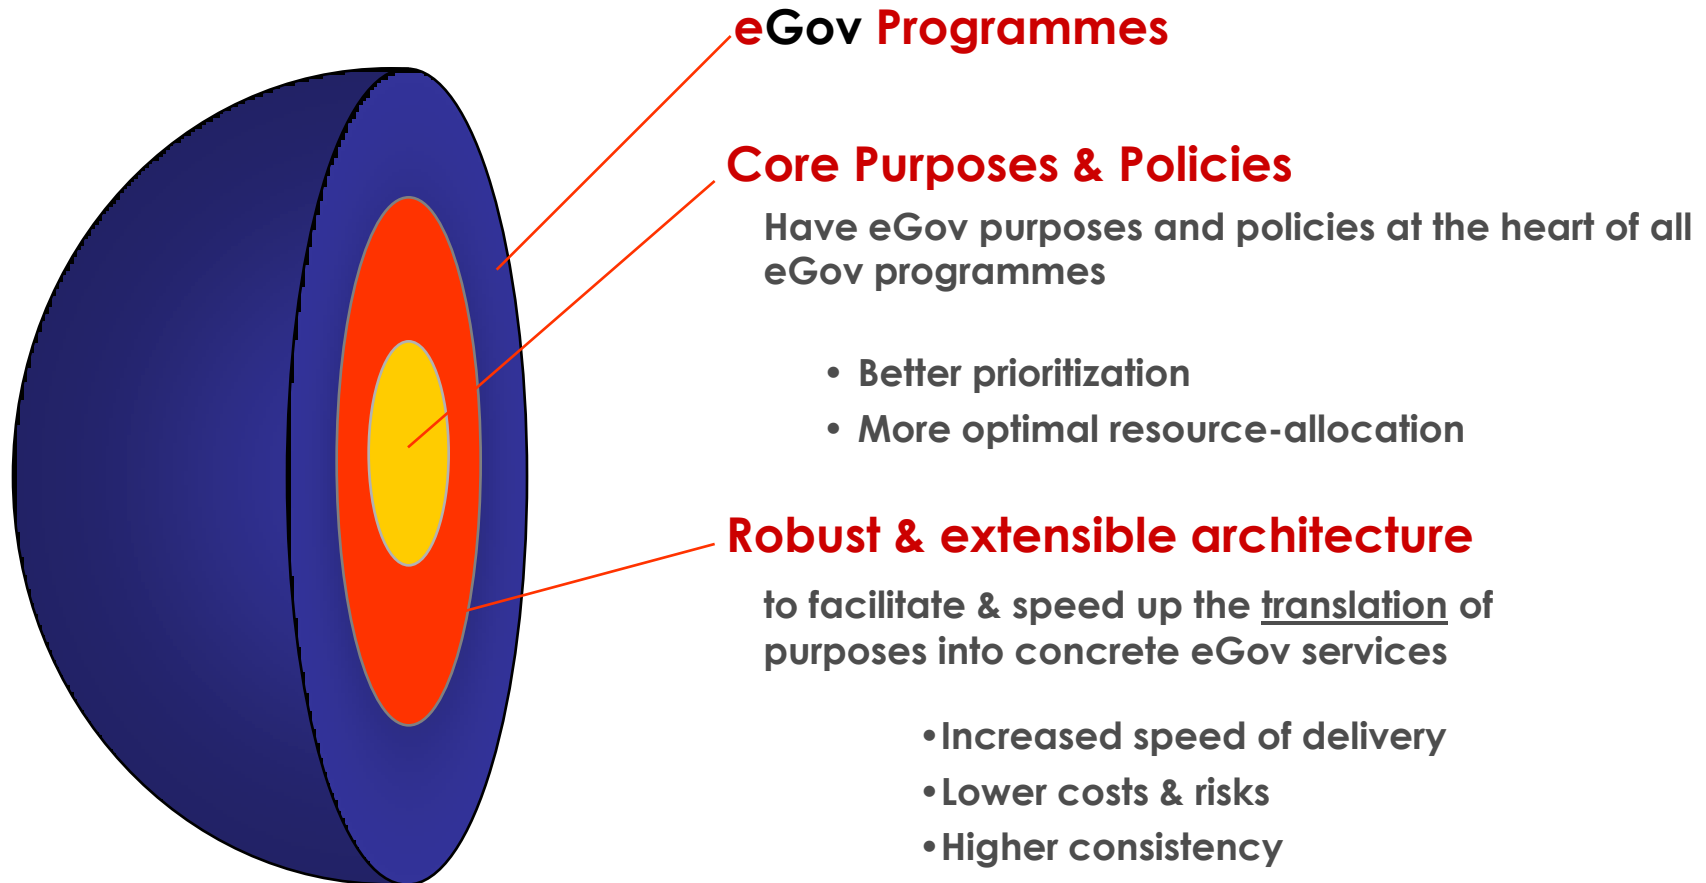 eGov Programmes
Core Purposes & Policies
Have eGov purposes and policies at the heart of all
eGov programmes
• Better prioritization
• More optimal resource-allocation
Robust & extensible architecture
to facilitate & speed up the translation of
purposes into concrete eGov services
•Increased speed of delivery
•Lower costs & risks
•Higher consistency